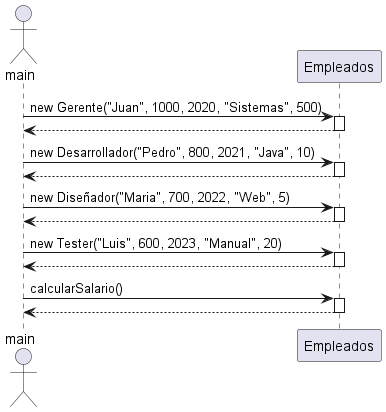 main
Empleados
new Gerente("Juan", 1000, 2020, "Sistemas", 500)
new Desarrollador("Pedro", 800, 2021, "Java", 10)
new Diseñador("Maria", 700, 2022, "Web", 5)
new Tester("Luis", 600, 2023, "Manual", 20)
calcularSalario()
main
Empleados